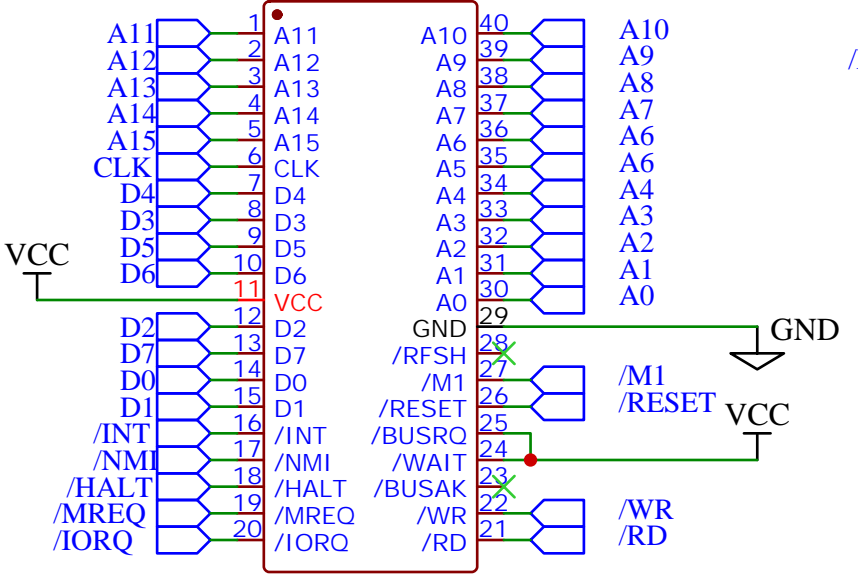 A11 1 A11 A10 40 A10
A12 2 A12 A9 39 A9
A13 3 A13 A8 38 A8
A14 4 A14 A7 37 A7
A15 5 A15 A6 36 A6
CLK 6 CLK A5 35 A6
D4 7 D4 A4 34 A4
D3 8 D3 A3 33 A3
D5 9 D5 A2 32 A2
VCC
D6 10 D6 A1 31 A1
11 VCC A0 30 A0
D2 12 D2 GND 29 GND
D7 13 D7 /RFSH 28
D0 14 D0 /M1 27 /M1
D1 15 D1 /RESET 26 /RESET
VCC
/INT 16 /INT /BUSRQ 25
/NMI 17 /NMI /WAIT 24
/HALT 18 /HALT /BUSAK 23
/MREQ 19 /MREQ /WR 22 /WR
/IORQ 20 /IORQ /RD 21 /RD